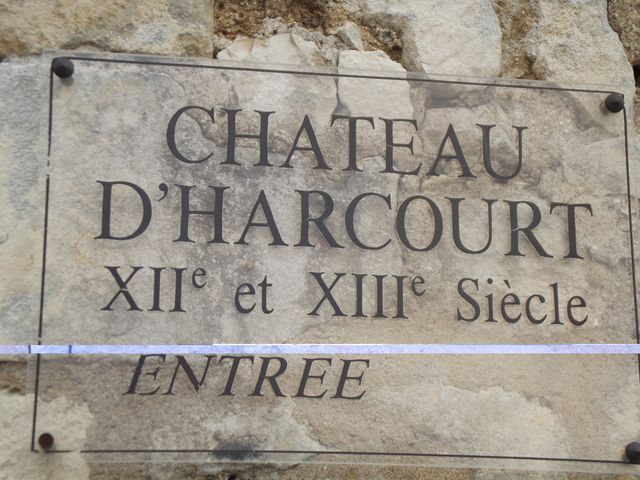 CHATEAU
D'HARCOURT
XIIe et XIIIe Siècle
ENTREE